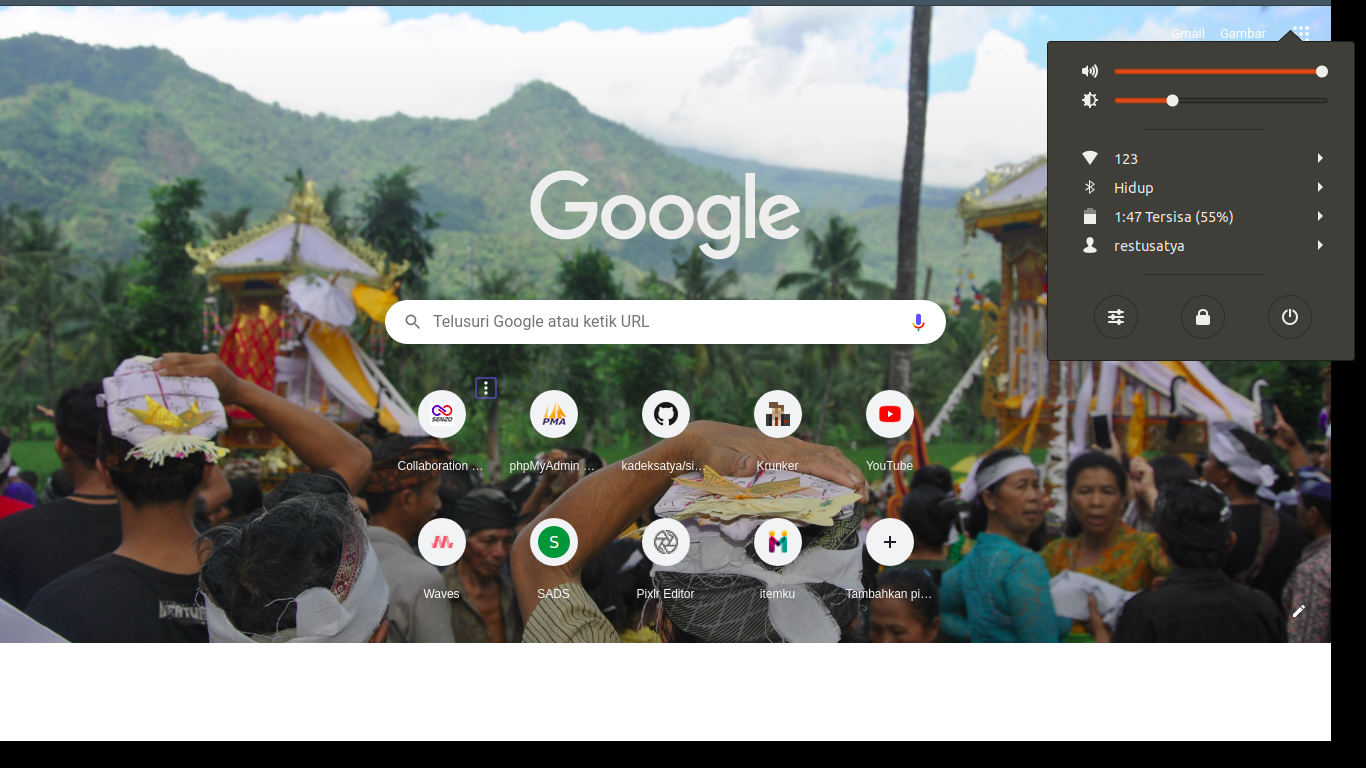 Gmail Gambar
123
Hidup
1:47 Tersisa (55%)
restusatya
Google
Telusuri Google atau ketik URL
SENZO PMA
Collaboration ... phpMyAdmin ... kadeksatya/si... Krunker YouTube
S
Waves SADS Pixlr Editor itemku Tambahkan pi...